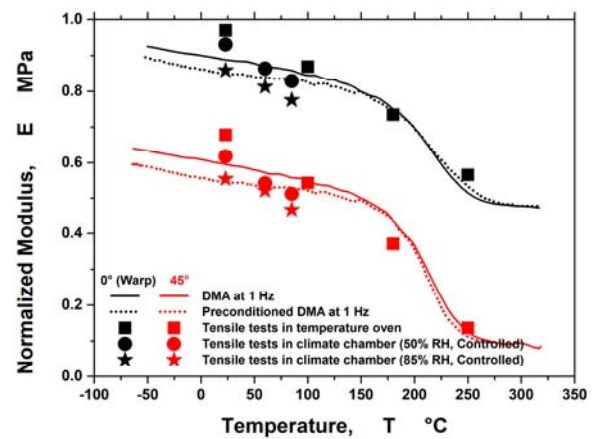 Normalized Modulus, E MPa
1.0
0.8
0.6
0.4
0.2
0.0
0° (Warp) 45°
DMA at 1 Hz
Preconditioned DMA at 1 Hz
Tensile tests in temperature oven
Tensile tests in climate chamber (50% RH, Controlled)
Tensile tests in climate chamber (85% RH, Controlled)
-100 -50 0 50 100 150 200 250 300 350
Temperature, T °C